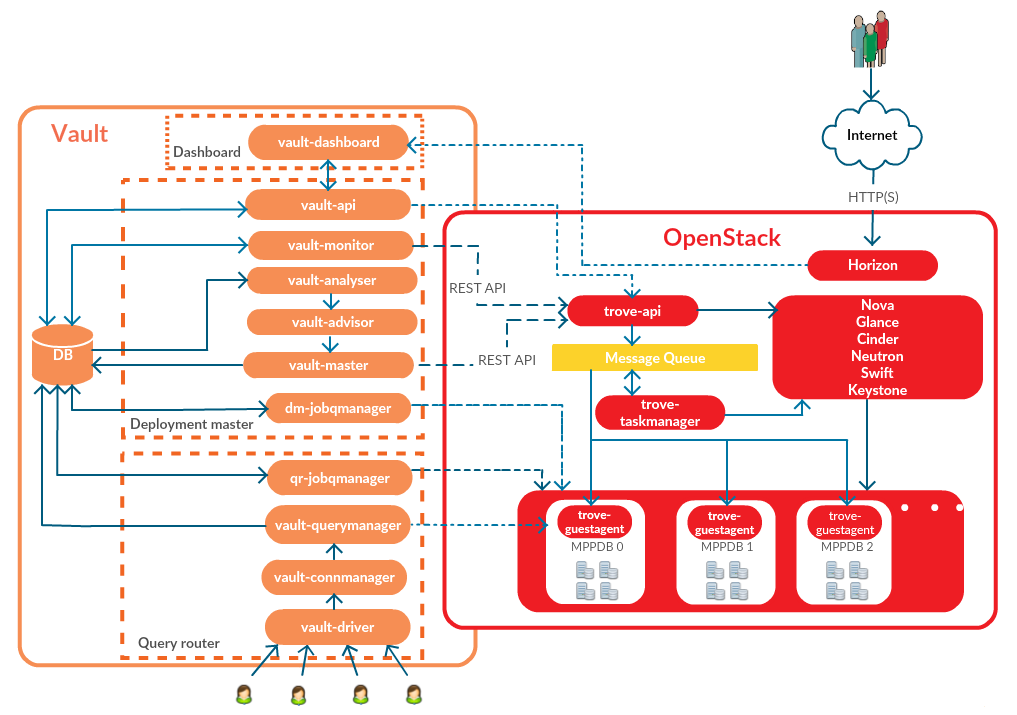 Vault
Dashboard
vault-dashboard
vault-api
vault-monitor
vault-analyser
vault-advisor
vault-master
dm-jobqmanager
Deployment master
DB
qr-jobqmanager
vault-querymanager
vault-connmanager
vault-driver
Query router
REST API
REST API
Internet
HTTP(S)
OpenStack
Horizon
trove-api
Message Queue
trove-
taskmanager
Nova
Glance
Cinder
Neutron
Swift
Keystone
trove-
guestagent
MPPDB 0
trove-
guestagent
MPPDB 1
trove-
guestagent
MPPDB 2